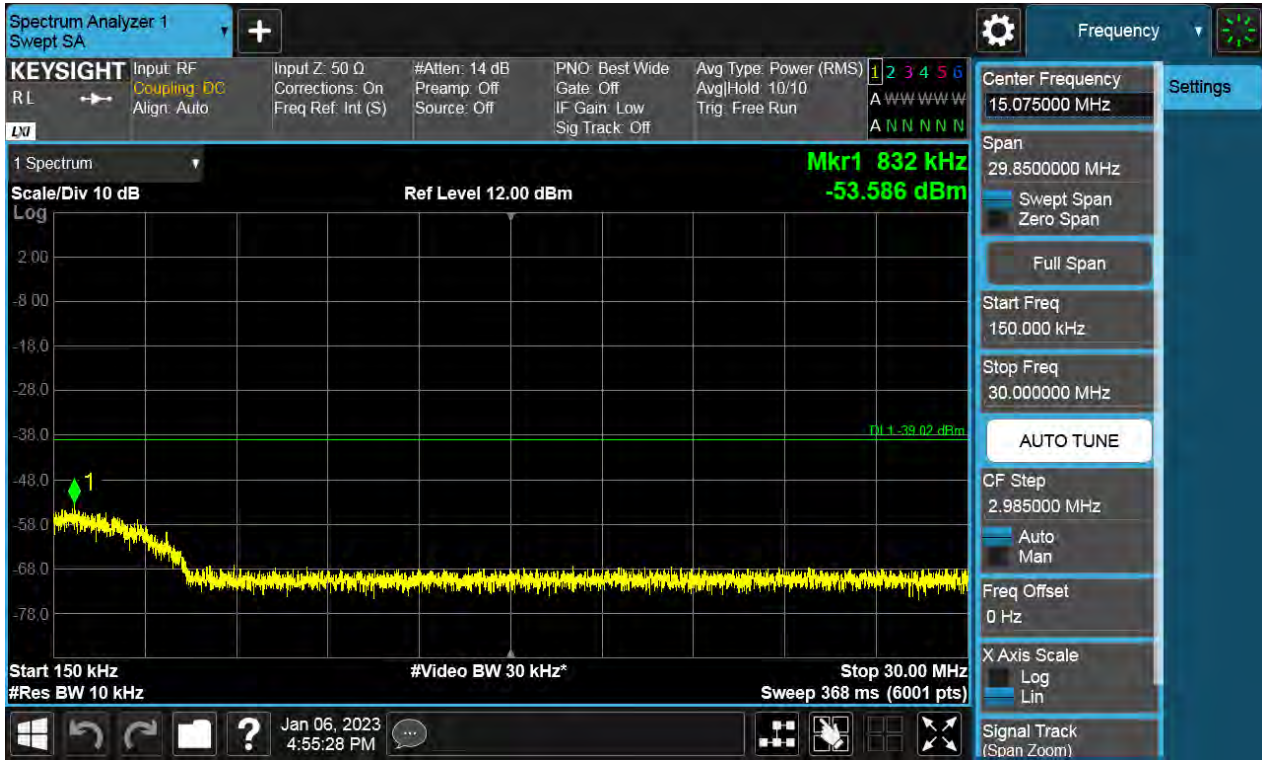 Spectrum Analyzer 1
Swept SA
+
Frequency
KEYSIGHT
R L
LXI
Input: RF
Coupling: DC
Align: Auto
Input Z: 50 Ω
Corrections: On
Freq Ref: Int (S)
#Atten: 14 dB
Preamp: Off
Source: Off
PNO: Best Wide
Gate: Off
IF Gain: Low
Sig Track: Off
Avg Type: Power (RMS)
Avg|Hold: 10/10
Trig: Free Run
1 2 3 4 5 6
A W W W W W
A N N N N N
1 Spectrum
Mkr1 832 kHz
-53.586 dBm
Scale/Div 10 dB
Ref Level 12.00 dBm
Log
2.00
-8.00
-18.0
-28.0
-38.0
-48.0
-58.0
-68.0
-78.0
DL1 -39.02 dBm
1
Start 150 kHz
#Video BW 30 kHz*
Stop 30.00 MHz
#Res BW 10 kHz
Sweep 368 ms (6001 pts)
Center Frequency
15.075000 MHz
Settings
Span
29.8500000 MHz
Swept Span
Zero Span
Full Span
Start Freq
150.000 kHz
Stop Freq
30.000000 MHz
AUTO TUNE
CF Step
2.985000 MHz
Auto
Man
Freq Offset
0 Hz
X Axis Scale
Log
Lin
Signal Track
(Span Zoom)
?
Jan 06, 2023
4:55:28 PM